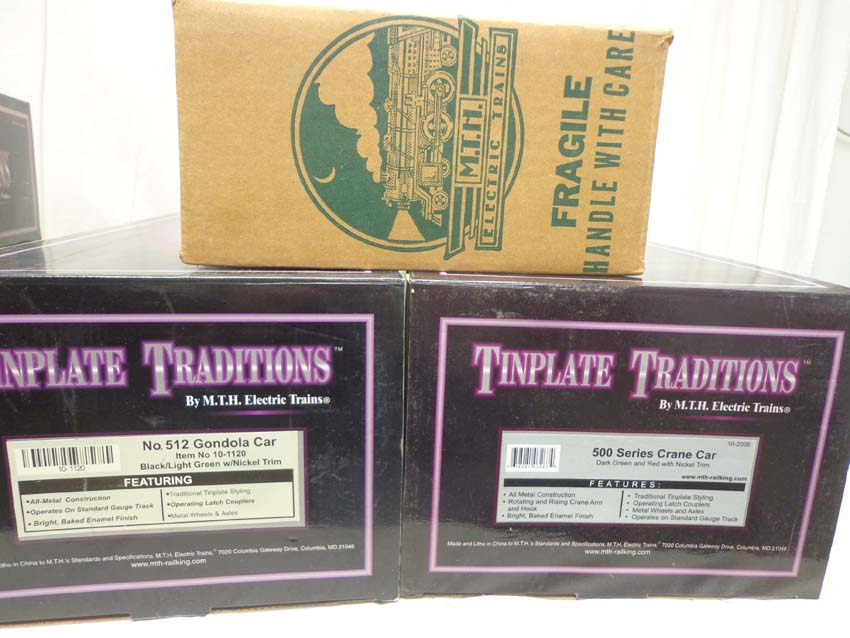 M.T.H.
ELECTRIC TRAINS
FRAGILE
HANDLE WITH CARE
INPLATE TRADITIONS™
By M.T.H. Electric Trains®
No. 512 Gondola Car
Item No 10-1120
Black/Light Green w/Nickel Trim
10-1120
FEATURING
•All-Metal Construction
•Operates On Standard Gauge Track
• Bright, Baked Enamel Finish
•Traditional Tinplate Styling
•Operating Latch Couplers
•Metal Wheels & Axles
Litho in China to M.T.H.'s Standards and Specifications. M.T.H. Electric Trains,® 7020 Columbia Gateway Drive, Columbia, MD 21046
www.mth-railking.com
TINPLATE TRADITIONS™
By M.T.H. Electric Trains®
10-2009
500 Series Crane Car
Dark Green and Red with Nickel Trim
www.mth-railking.com
FEATURES:
• All Metal Construction
• Rotating and Rising Crane Arm
and Hook
• Bright, Baked Enamel Finish
• Traditional Tinplate Styling
• Operating Latch Couplers
• Metal Wheels and Axles
• Operates on Standard Gauge Track
Made and Litho in China to M.T.H.'s Standards and Specifications. M.T.H. Electric Trains,® 7020 Columbia Gateway Drive, Columbia, MD 21046
www.mth-railking.com